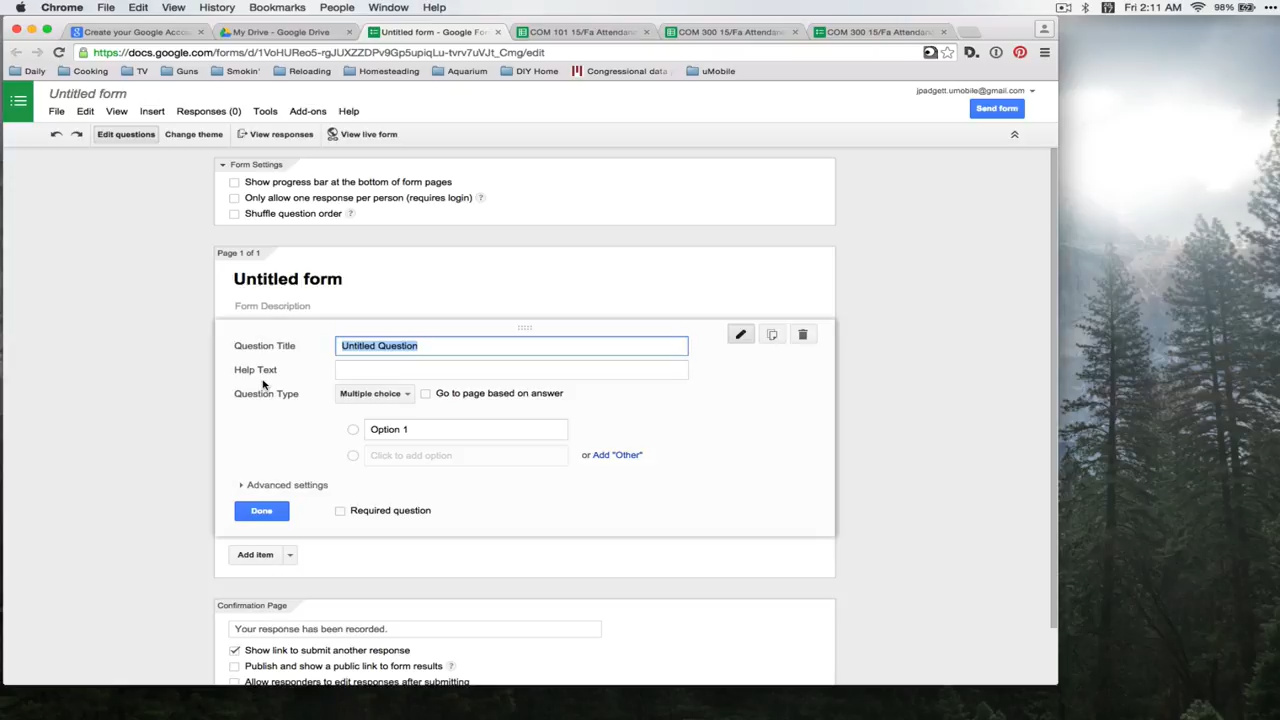 Chrome File Edit View History Bookmarks People Window Help Fri 2:11 AM 98%
Create your Google Accou My Drive - Google Drive Untitled form - Google For COM 101 15/Fa Attendanc COM 300 15/Fa Attendanc COM 300 15/Fa Attendanc
https://docs.google.com/forms/d/1VoHUReo5-rgJUXZZDPv9Gp5upiqLu-tvrv7uVJt_Cmg/edit
Daily Cooking TV Guns Smokin' Reloading Homesteading Aquarium DIY Home Congressional data uMobile
Untitled form
jpadgett.umobile@gmail.com
File Edit View Insert Responses (0) Tools Add-ons Help
Send form
Edit questions Change theme View responses View live form
Form Settings
Show progress bar at the bottom of form pages
Only allow one response per person (requires login) ?
Shuffle question order ?
Page 1 of 1
Untitled form
Form Description
Question Title Untitled Question
Help Text
Question Type Multiple choice Go to page based on answer
Option 1
Click to add option or Add "Other"
Advanced settings
Done Required question
Add item
Confirmation Page
Your response has been recorded.
Show link to submit another response
Publish and show a public link to form results ?
Allow responders to edit responses after submitting